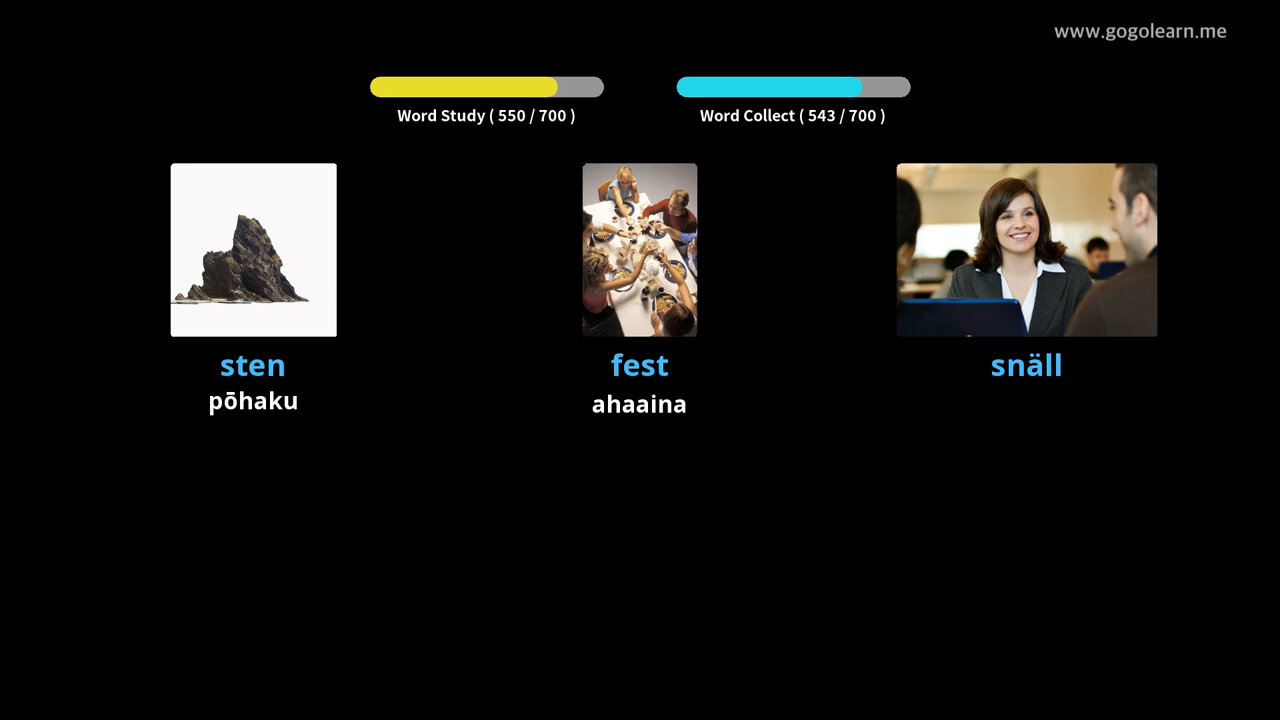 www.gogolearn.me
Word Study ( 550 / 700 )
Word Collect ( 543 / 700 )
sten
fest
snäll
pōhaku
ahaaina